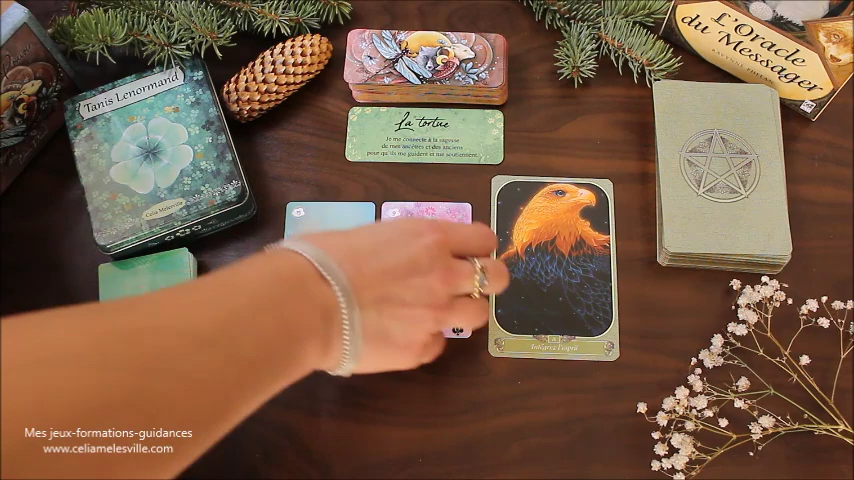 Tanis Lenormand
Celia Melesville
La tortue
Je me connecte à la sagesse
de mes ancêtres et des anciens
pour qu'ils me guident et me soutiennent.
L'Oracle
du Messager
Intégrez l'esprit
Mes jeux-formations-guidances
www.celiamelesville.com